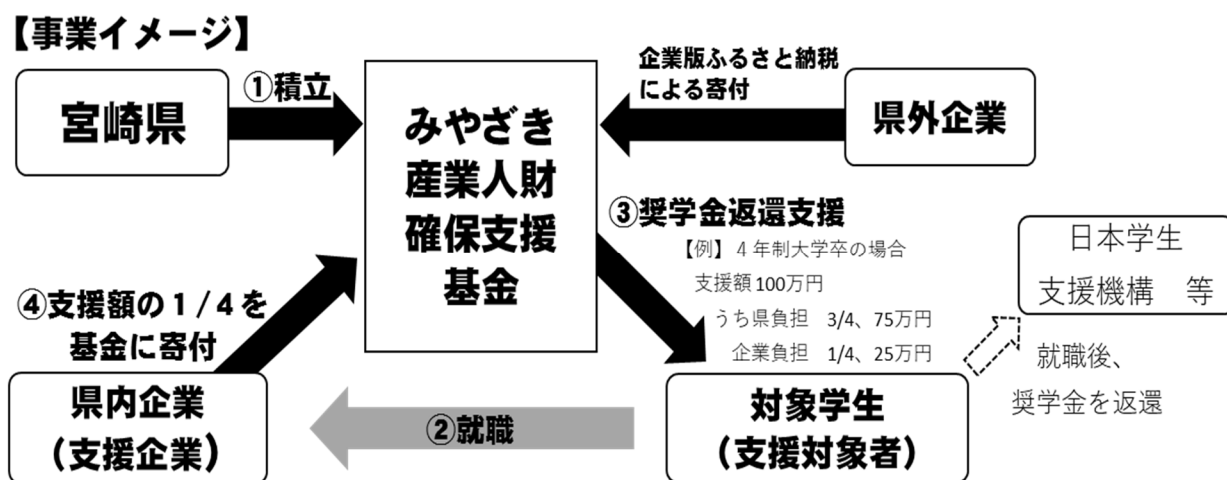 【事業イメージ】
宮崎県
①積立
みやざき
産業人財
確保支援
基金
企業版ふるさと納税
による寄付
県外企業
③奨学金返還支援
【例】４年制大学卒の場合
支援額100万円
うち県負担　3/4、75万円
企業負担　1/4、25万円
日本学生
支援機構　等
就職後、
奨学金を返還
④支援額の１/４を
基金に寄付
県内企業
（支援企業）
②就職
対象学生
（支援対象者）